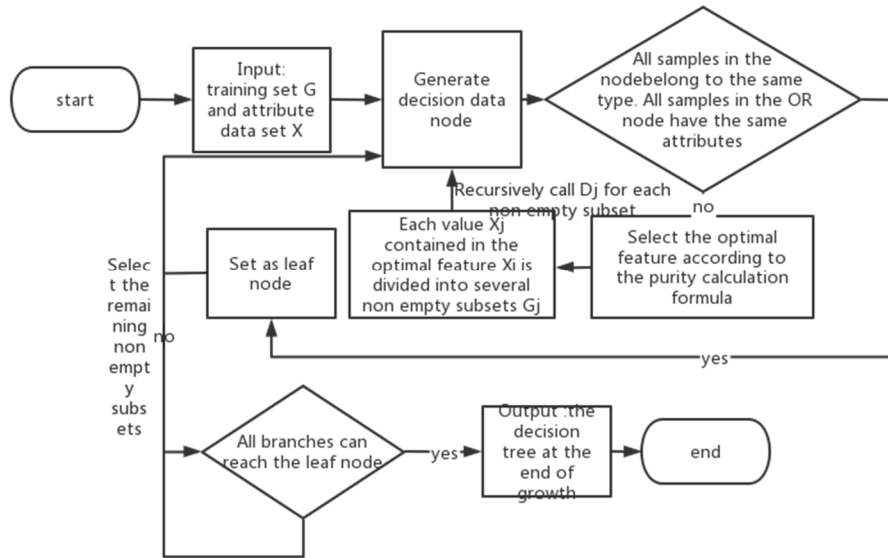 start
Input:
training set G
and attribute
data set X
Generate
decision data
node
All samples in the
nodebelong to the same
type. All samples in the OR
node have the same
attributes
Recursively call Dj for each
non empty subset
no
Each value Xj
contained in the
optimal feature Xi is
divided into several
non empty subsets Gj
Select the optimal
feature according to
the purity calculation
formula
Set as leaf
node
Selec
t the
remai
ning
non
empt
y
subs
ets
no
yes
All branches can
reach the leaf node
yes
Output :the
decision
tree at the
end of
growth
end